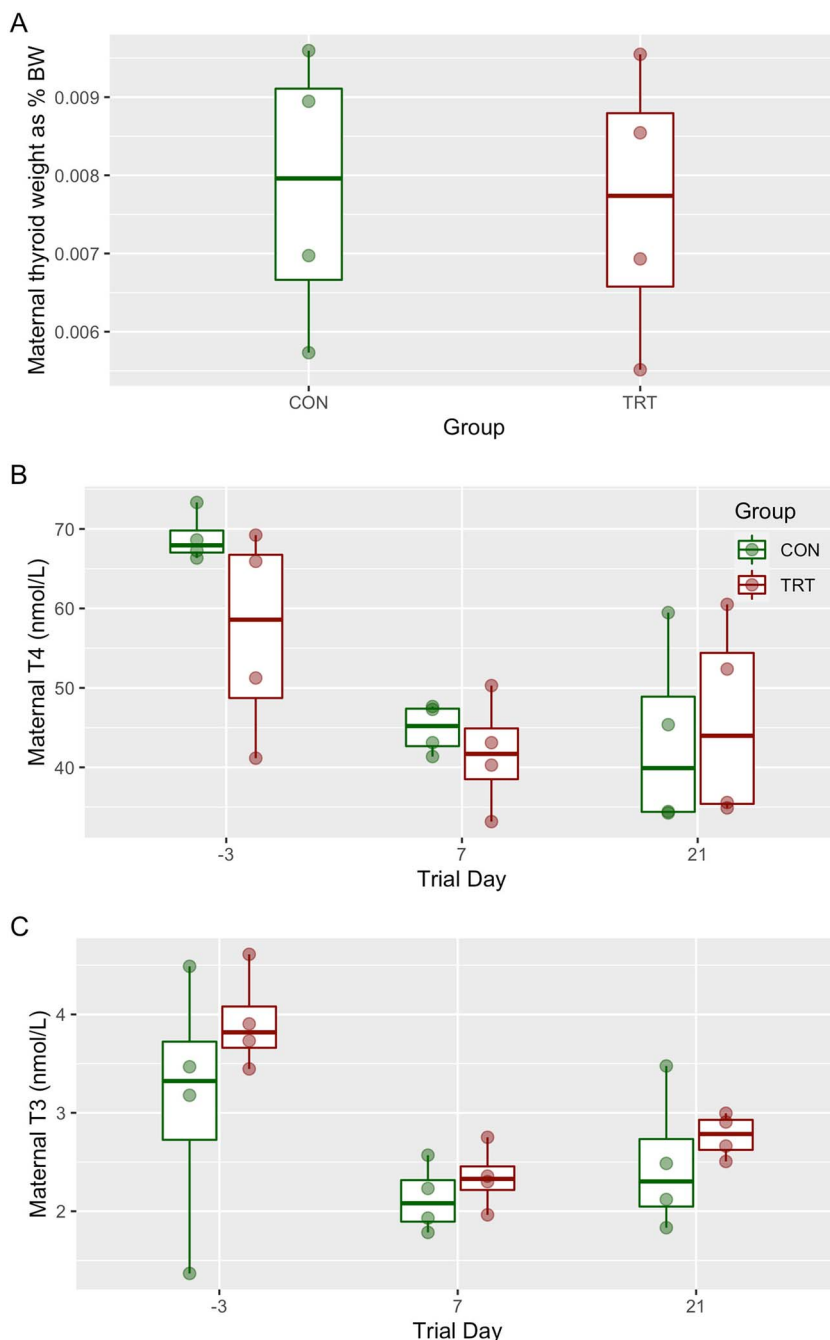 A
Maternal thyroid weight as % BW
0.009
0.008
0.007
0.006
CON
TRT
Group
B
Maternal T4 (nmol/L)
70
60
50
40
Group
CON
TRT
-3
7
21
Trial Day
C
Maternal T3 (nmol/L)
4
3
2
-3
7
21
Trial Day